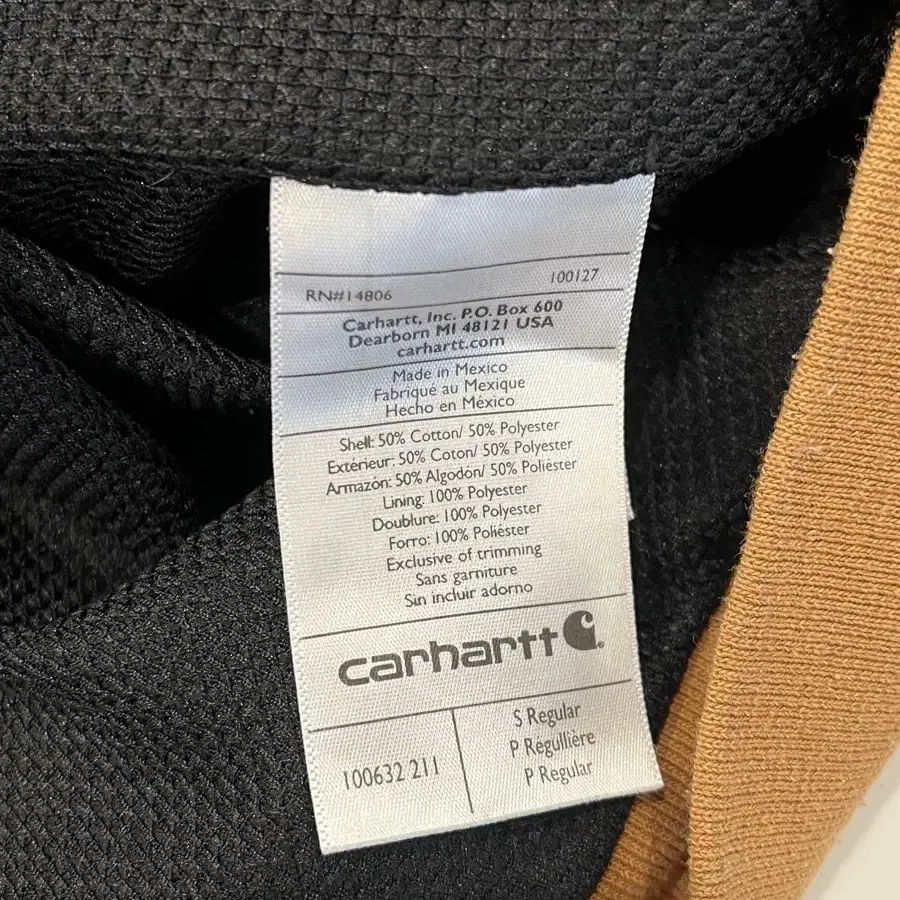 RN#14806 100127
Carhartt, Inc. P.O. Box 600
Dearborn MI 48121 USA
carhartt.com
Made in Mexico
Fabriqué au Mexique
Hecho en México
Shell: 50% Cotton/ 50% Polyester
Extérieur: 50% Coton/ 50% Polyester
Armazón: 50% Algodón/ 50% Poliéster
Lining: 100% Polyester
Doublure: 100% Polyester
Forro: 100% Poliéster
Exclusive of trimming
Sans garniture
Sin incluir adorno
carhartt
100632 211
S Regular
P Régullière
P Regular